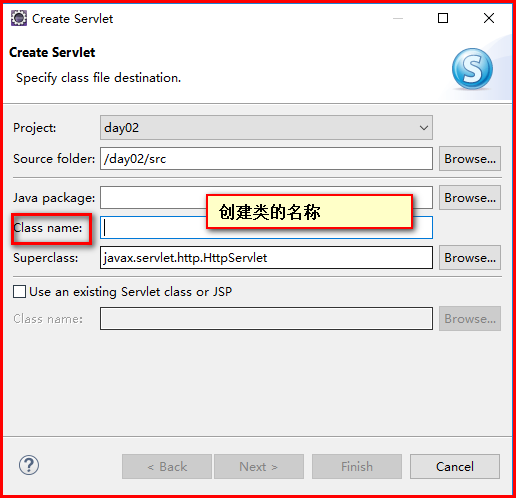 Create Servlet
Create Servlet
Specify class file destination.
S
Project: day02
Source folder: /day02/src Browse...
Java package: Browse...
创建类的名称
Class name:
Superclass: javax.servlet.http.HttpServlet Browse...
Use an existing Servlet class or JSP
Class name: Browse...
? < Back Next > Finish Cancel